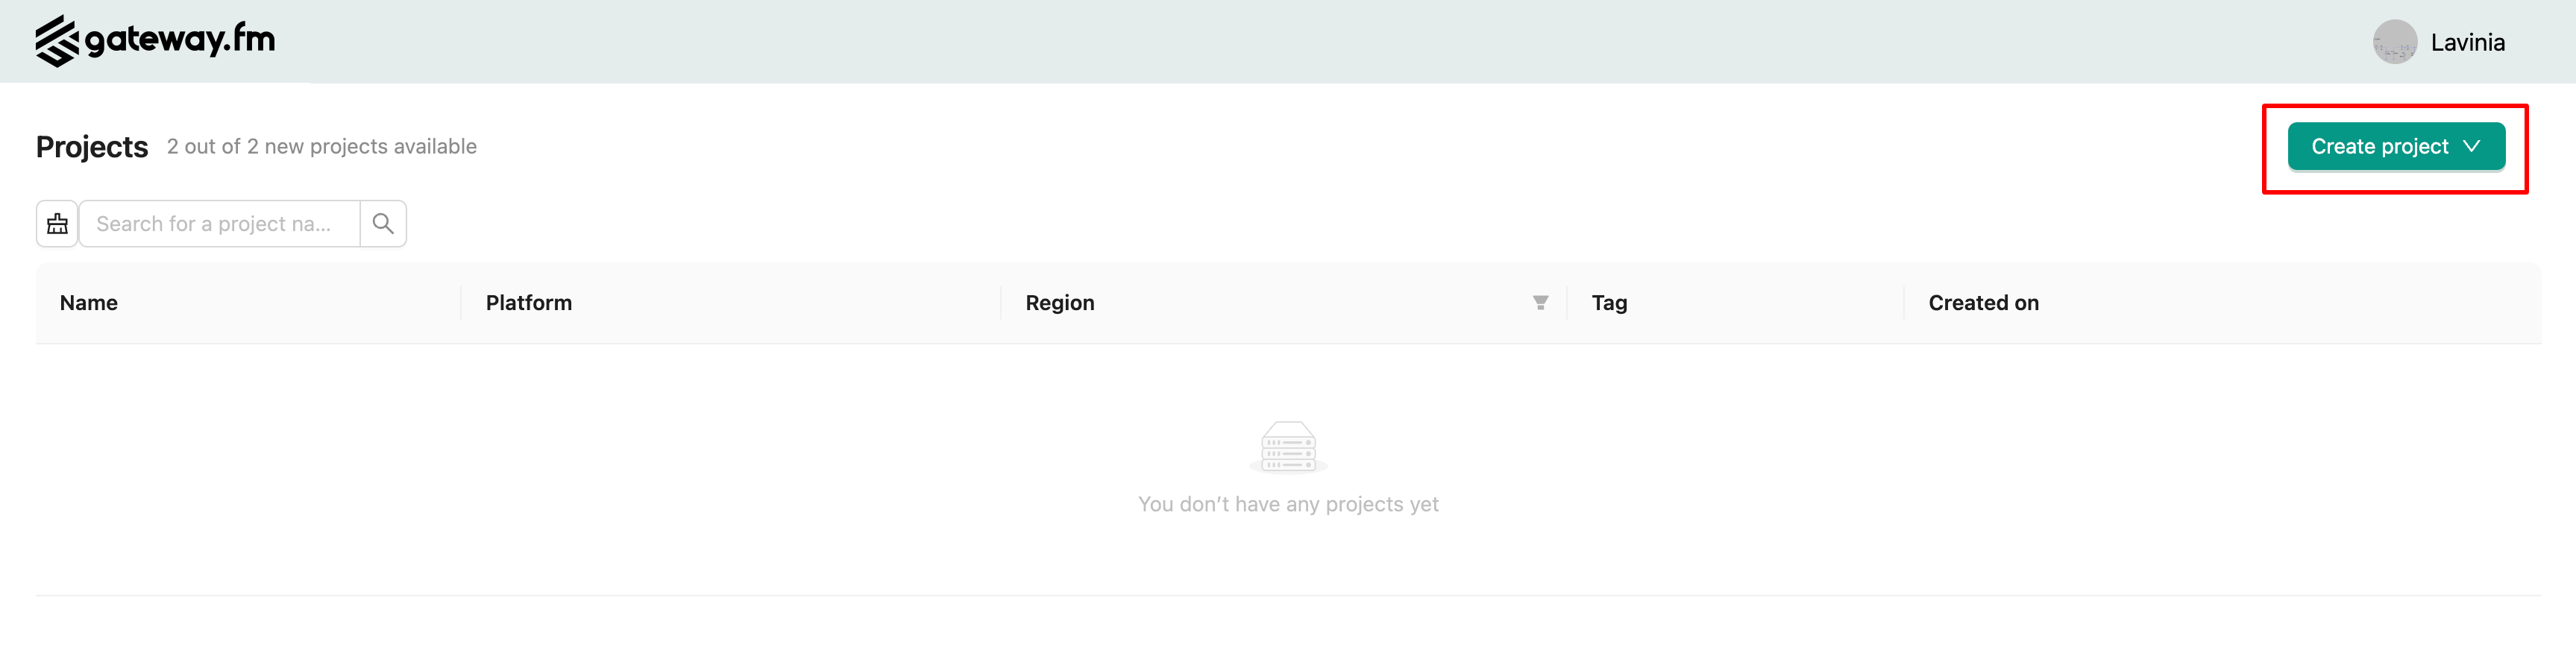 gateway.fm
Lavinia
Projects 2 out of 2 new projects available
Create project
Search for a project na...
Name Platform Region Tag Created on
You don't have any projects yet